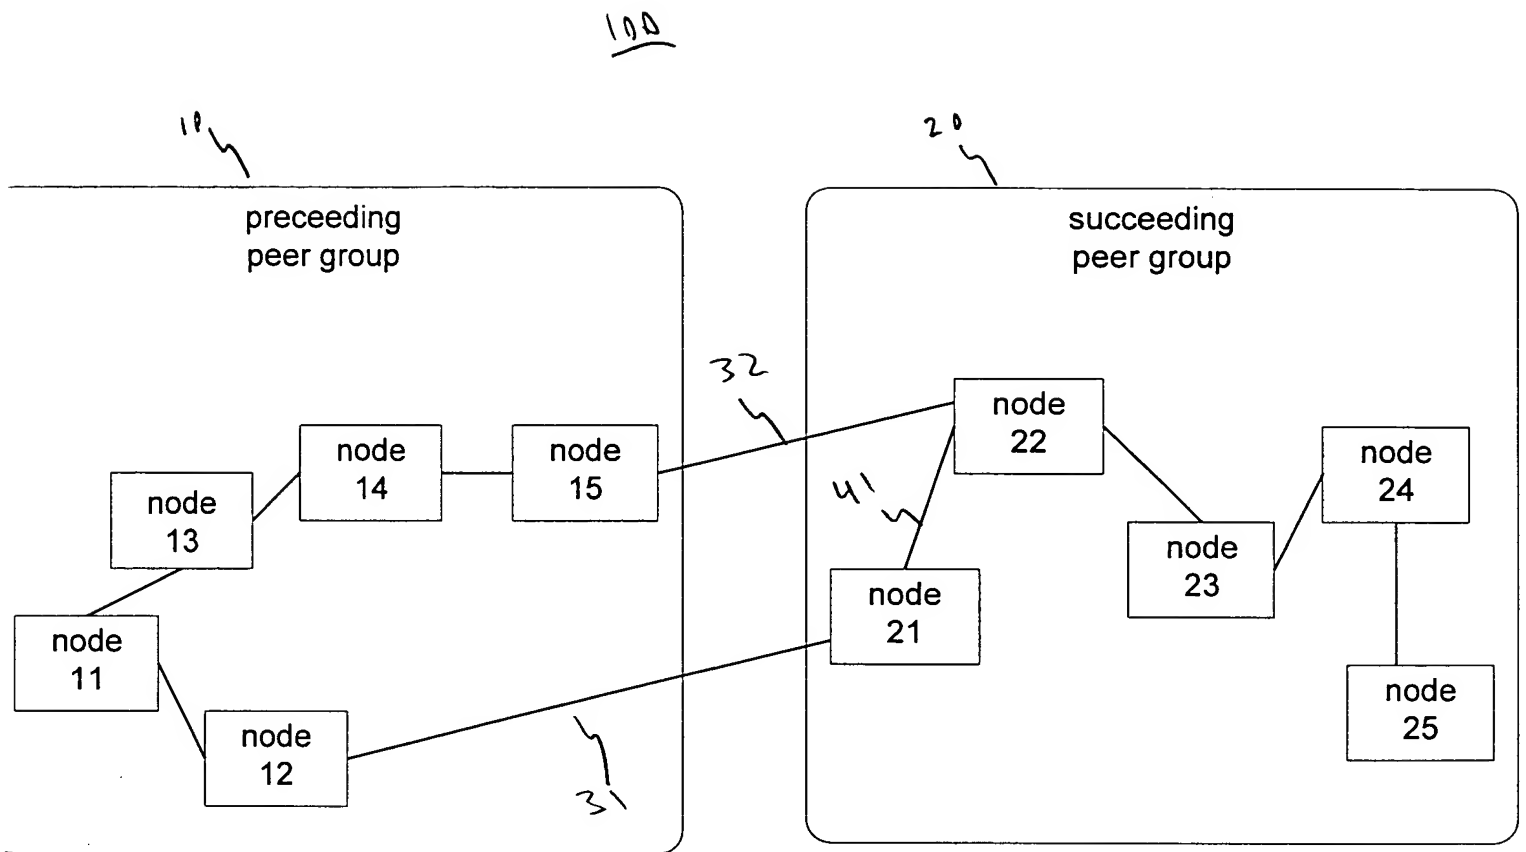 100
10
20
preceeding
peer group
succeeding
peer group
32
node
22
node
14
node
15
node
24
41
node
13
node
23
node
21
node
11
node
25
node
12
31